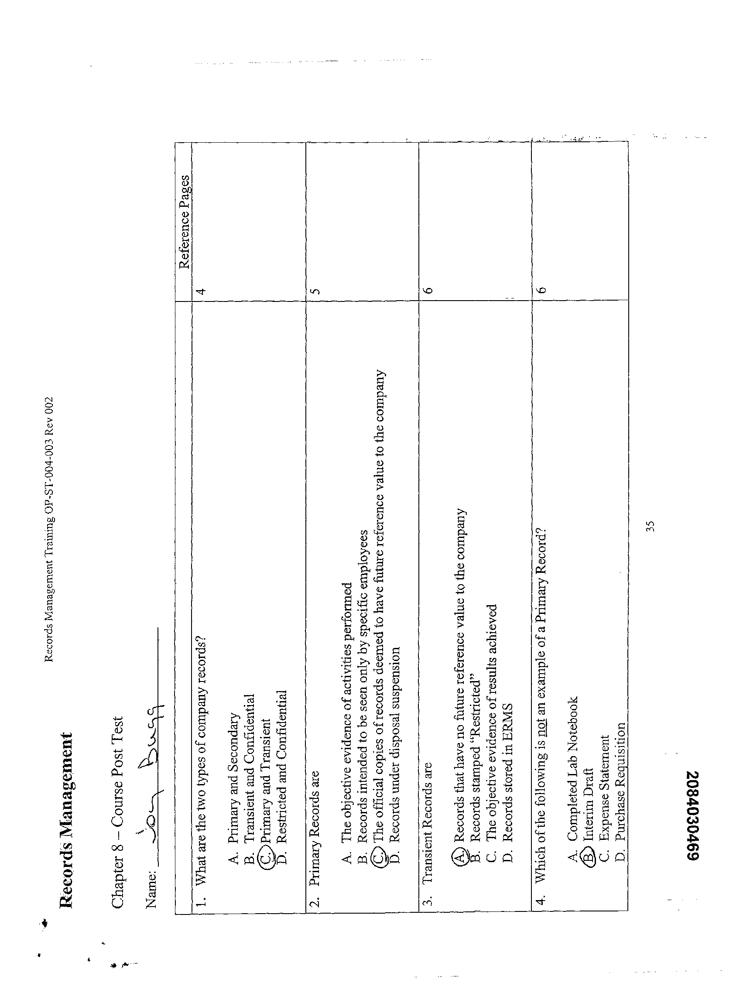 Records Management Training OP-ST-004-003 Rev 002
Records Management
Chapter 8 – Course Post Test
Name: Jon Bugg
Reference Pages
1. What are the two types of company records? 4
A. Primary and Secondary
B. Transient and Confidential
C. Primary and Transient
D. Restricted and Confidential
2. Primary Records are 5
A. The objective evidence of activities performed
B. Records intended to be seen only by specific employees
C. The official copies of records deemed to have future reference value to the company
D. Records under disposal suspension
3. Transient Records are 6
A. Records that have no future reference value to the company
B. Records stamped "Restricted"
C. The objective evidence of results achieved
D. Records stored in ERMS
4. Which of the following is not an example of a Primary Record? 6
A. Completed Lab Notebook
B. Interim Draft
C. Expense Statement
D. Purchase Requisition
35
2084030469